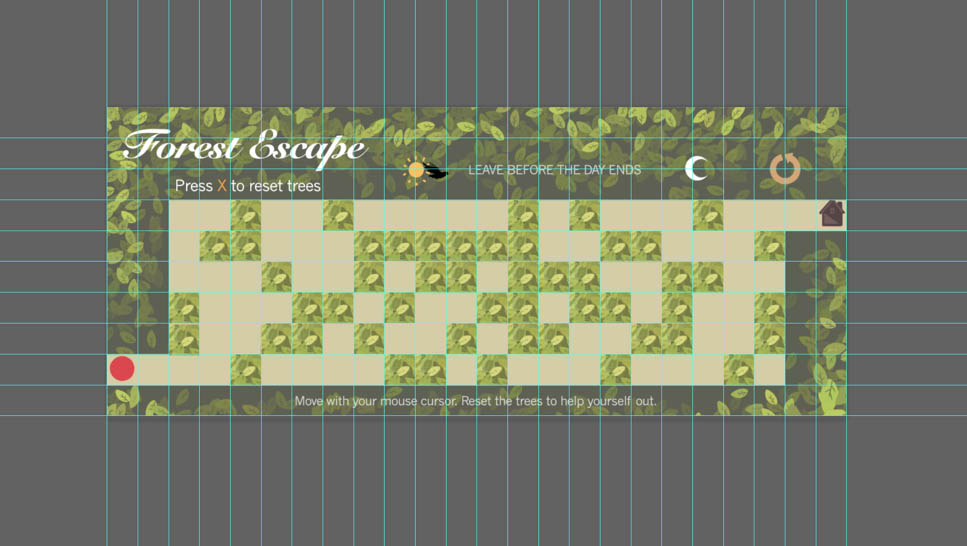 Forest Escape
LEAVE BEFORE THE DAY ENDS
Press X to reset trees
Move with your mouse cursor. Reset the trees to help yourself out.